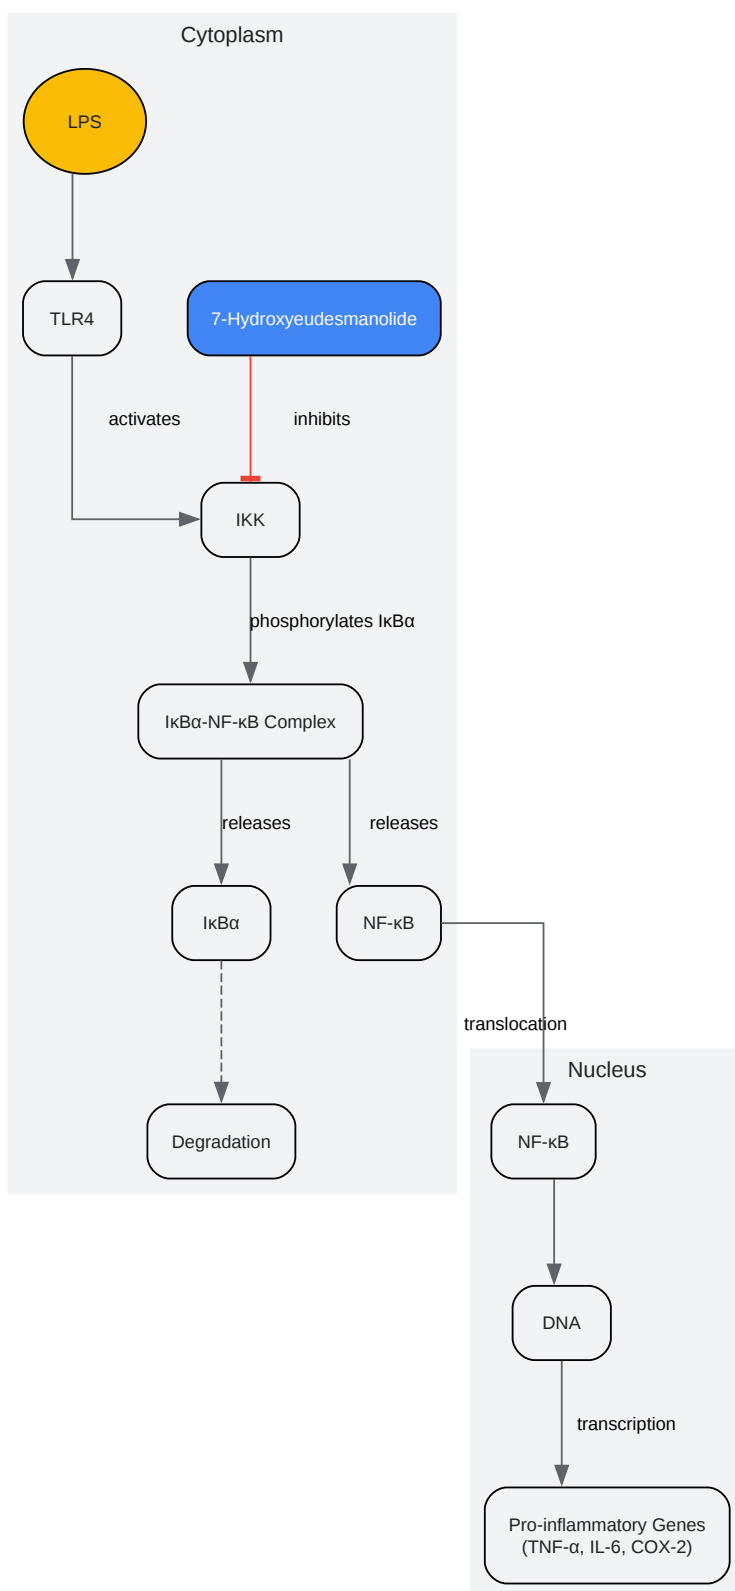 Cytoplasm
LPS
TLR4
7-Hydroxyeudesmanolide
activates
inhibits
IKK
phosphorylates IκBα
IκBα-NF-κB Complex
releases
releases
IκBα
NF-κB
translocation
Nucleus
Degradation
NF-κB
DNA
transcription
Pro-inflammatory Genes
(TNF-α, IL-6, COX-2)